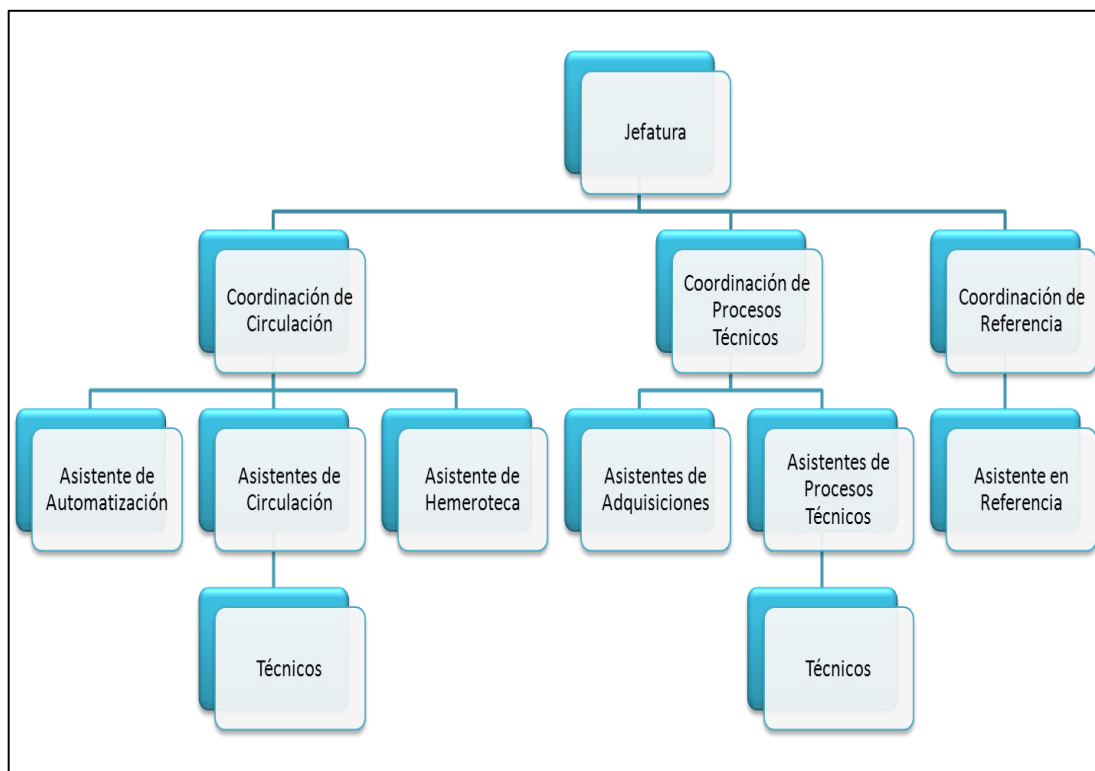 Jefatura
Coordinación de
Circulación
Coordinación de
Procesos
Técnicos
Coordinación de
Referencia
Asistente de
Automatización
Asistentes de
Circulación
Asistente de
Hemeroteca
Asistentes de
Adquisiciones
Asistentes de
Procesos
Técnicos
Asistente en
Referencia
Técnicos
Técnicos